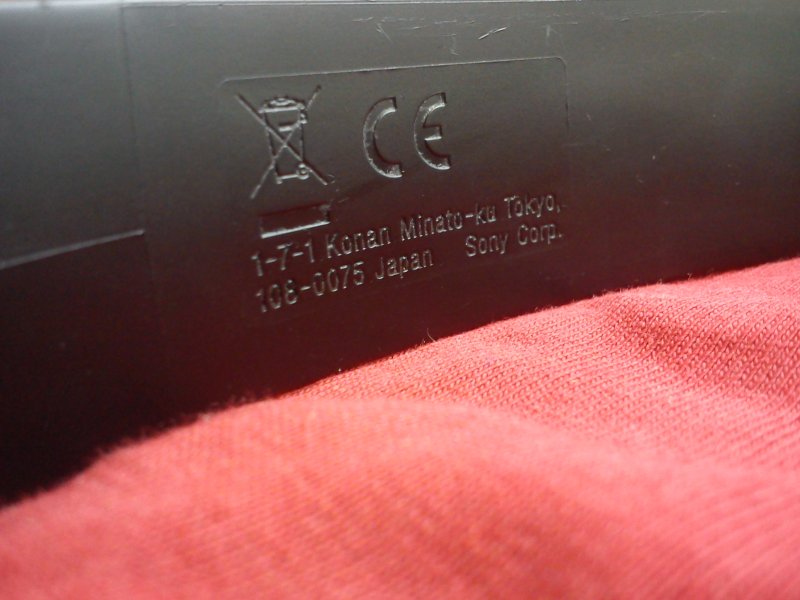 CE
1-7-1 Konan Minato-ku Tokyo,
108-0075 Japan Sony Corp.